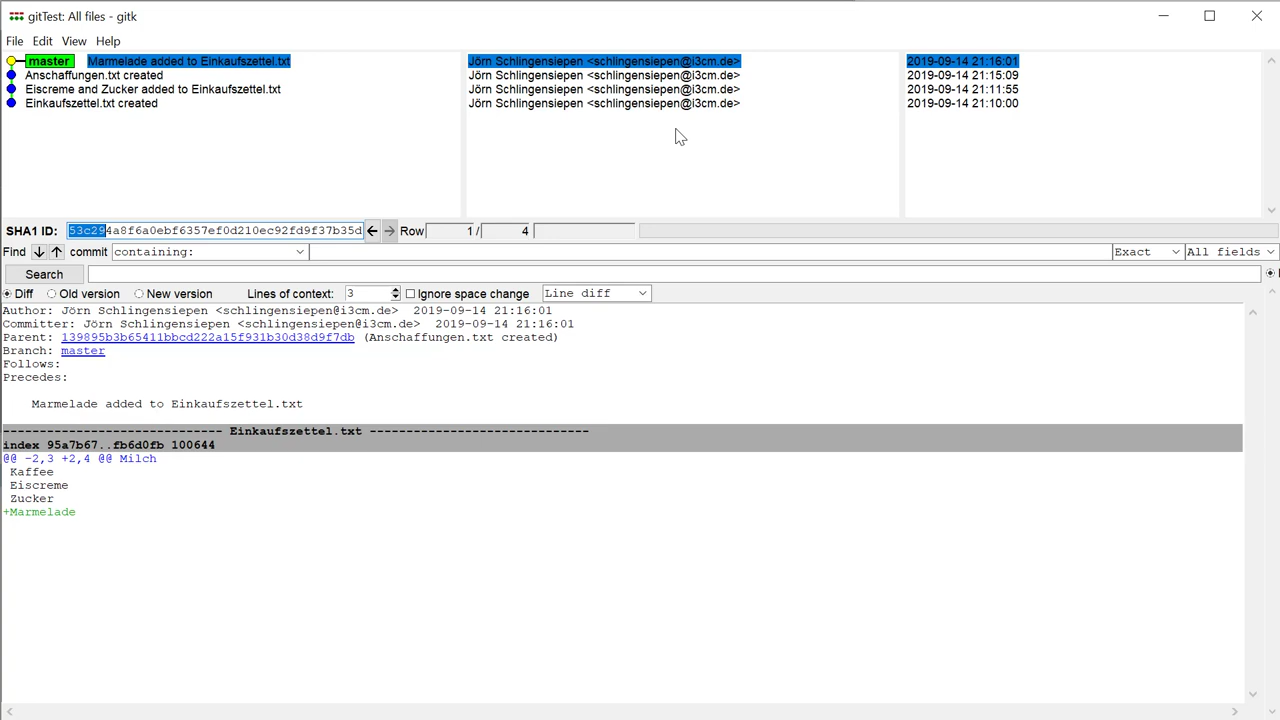 gitTest: All files - gitk
File Edit View Help
master Marmelade added to Einkaufszettel.txt Jörn Schlingensiepen <schlingensiepen@i3cm.de> 2019-09-14 21:16:01
Anschaffungen.txt created Jörn Schlingensiepen <schlingensiepen@i3cm.de> 2019-09-14 21:15:09
Eiscreme and Zucker added to Einkaufszettel.txt Jörn Schlingensiepen <schlingensiepen@i3cm.de> 2019-09-14 21:11:55
Einkaufszettel.txt created Jörn Schlingensiepen <schlingensiepen@i3cm.de> 2019-09-14 21:10:00
SHA1 ID: 53c294a8f6a0ebf6357ef0d210ec92fd9f37b35d Row 1 / 4
Find commit containing: Exact All fields
Search
Diff Old version New version Lines of context: 3 Ignore space change Line diff
Author: Jörn Schlingensiepen <schlingensiepen@i3cm.de> 2019-09-14 21:16:01
Committer: Jörn Schlingensiepen <schlingensiepen@i3cm.de> 2019-09-14 21:16:01
Parent: 139895b3b65411bbcd222a15f931b30d38d9f7db (Anschaffungen.txt created)
Branch: master
Follows:
Precedes:
Marmelade added to Einkaufszettel.txt
------------------------------ Einkaufszettel.txt ------------------------------
index 95a7b67..fb6d0fb 100644
@@ -2,3 +2,4 @@ Milch
Kaffee
Eiscreme
Zucker
+Marmelade